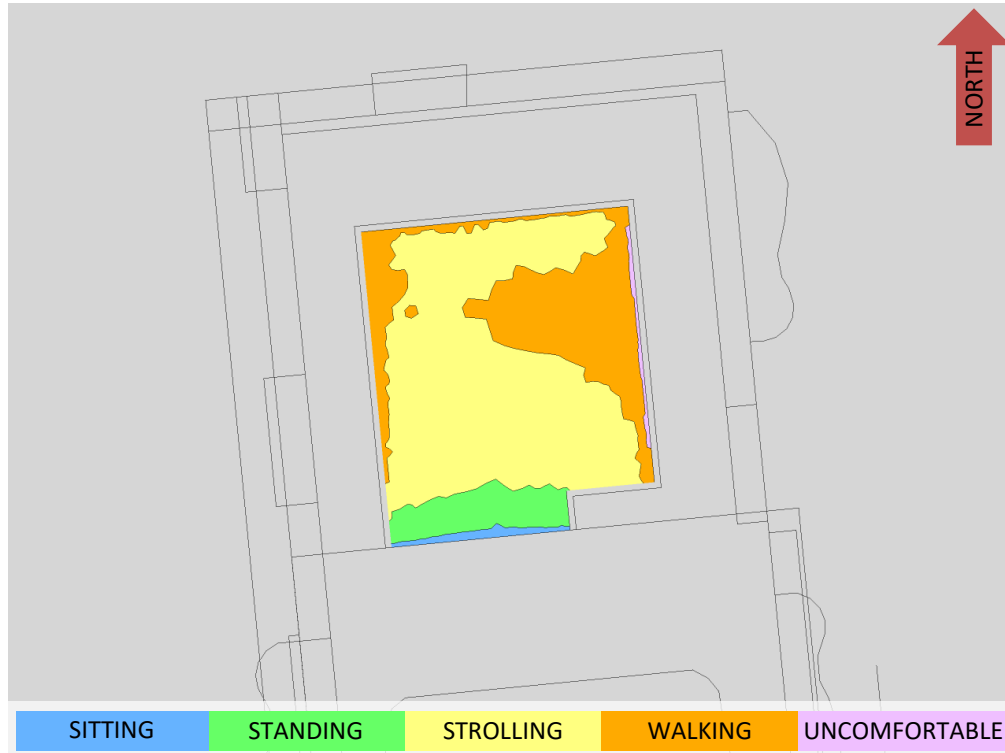 NORTH
SITTING
STANDING
STROLLING
WALKING
UNCOMFORTABLE